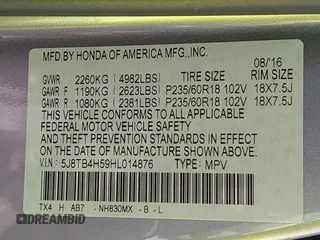 MFD.BY HONDA OF AMERICA MFG.,INC.
08/'16
GVWR 2260KG (4982LBS) TIRE SIZE RIM SIZE
GAWR F 1190KG (2623LBS) P235/60R18 102V 18X7.5J
GAWR R 1080KG (2381LBS) P235/60R18 102V 18X7.5J
THIS VEHICLE CONFORMS TO ALL APPLICABLE
FEDERAL MOTOR VEHICLE SAFETY, BUMPER,
AND THEFT PREVENTION STANDARDS IN EFFECT
ON THE DATE OF MANUFACTURE SHOWN ABOVE.
V.I.N: 5J8TB4H59HL014876 TYPE: MPV
TX4 H AB7 - NH830MX - B - L
DREAMBID